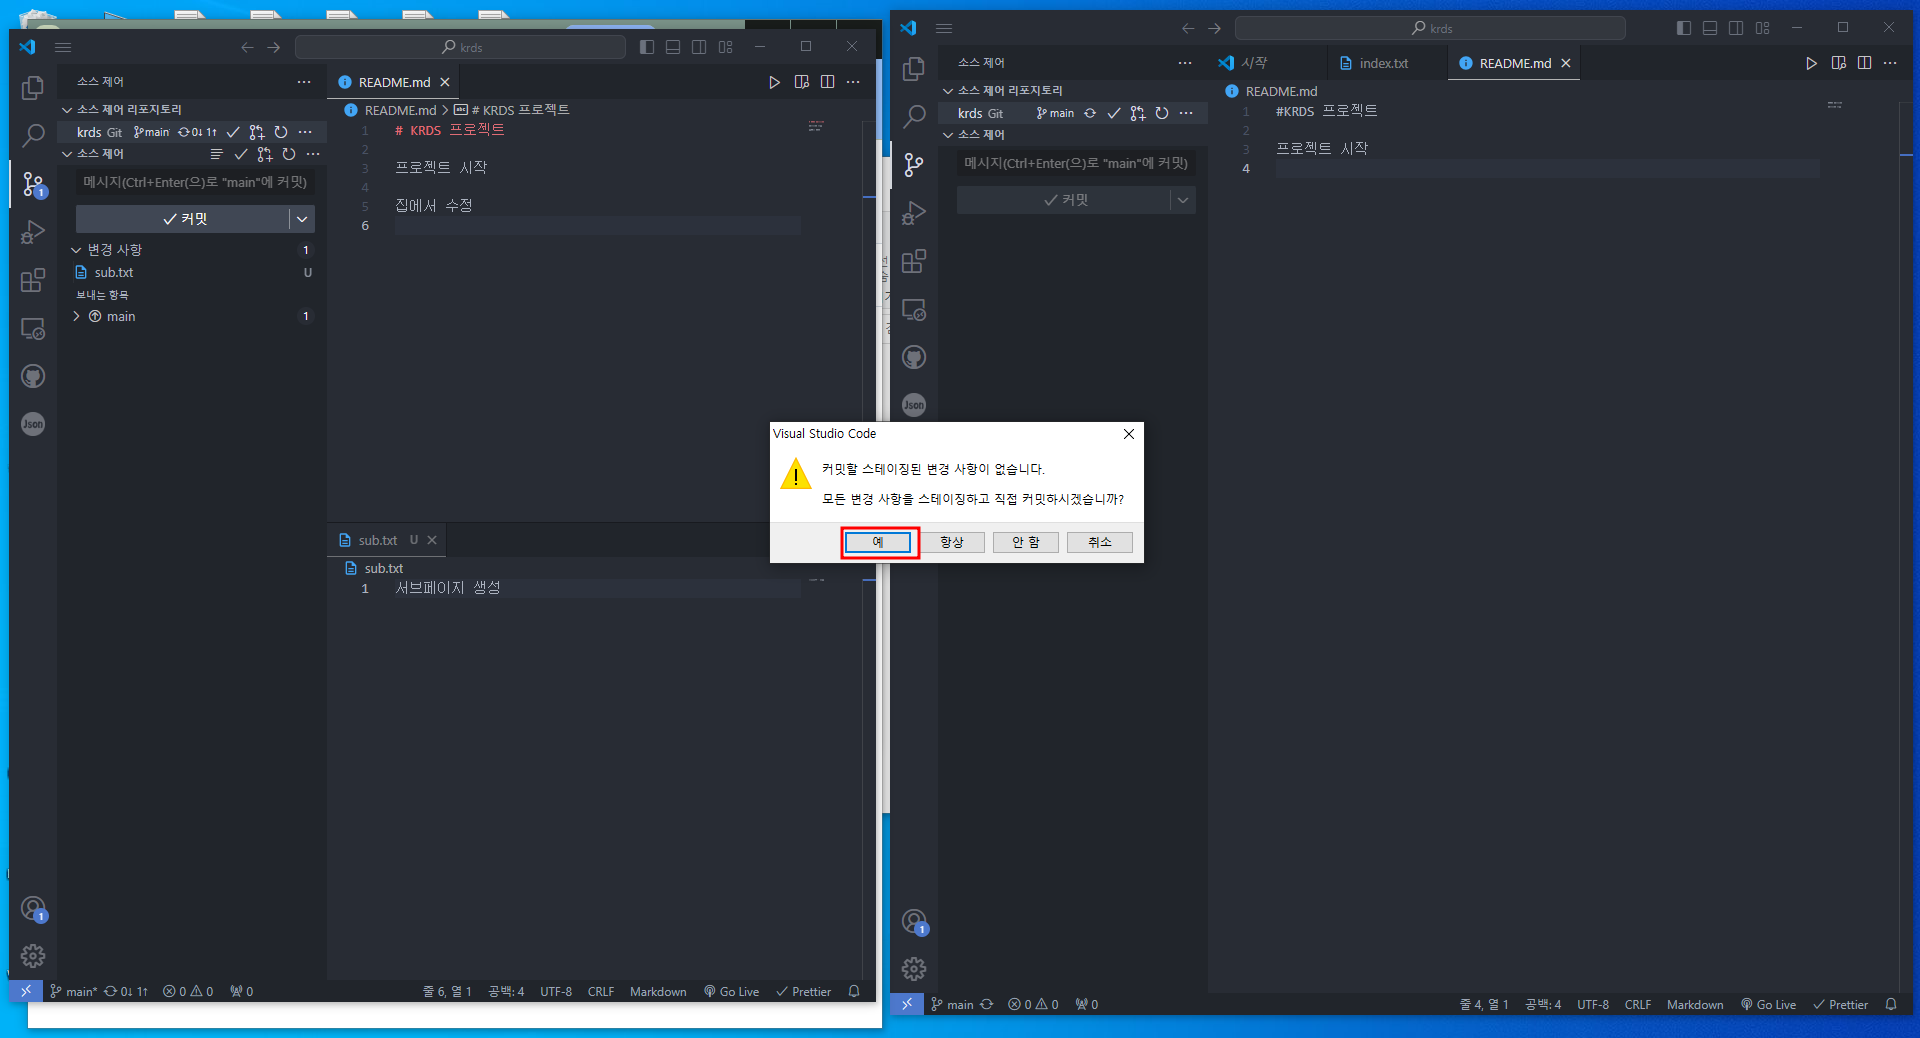 krds
소스 제어
README.md
소스 제어 리포지토리
README.md > # KRDS 프로젝트
krds Git main* 0↓ 1↑
소스 제어
메시지(Ctrl+Enter(으)로 "main"에 커밋)
커밋
변경 사항 1
sub.txt U
보내는 항목
main 1
1 # KRDS 프로젝트
2
3 프로젝트 시작
4
5 집에서 수정
6
Json
sub.txt U
sub.txt
1 서브페이지 생성
1
1
main* 0↓ 1↑ 0 0 0 줄 6, 열 1 공백: 4 UTF-8 CRLF Markdown Go Live Prettier
krds
소스 제어
시작 index.txt README.md
소스 제어 리포지토리
README.md
krds Git main
소스 제어
메시지(Ctrl+Enter(으)로 "main"에 커밋)
커밋
1 #KRDS 프로젝트
2
3 프로젝트 시작
4
Json
1
main 0 0 0 줄 4, 열 1 공백: 4 UTF-8 CRLF Markdown Go Live Prettier
Visual Studio Code
커밋할 스테이징된 변경 사항이 없습니다.
모든 변경 사항을 스테이징하고 직접 커밋하시겠습니까?
예 항상 안 함 취소